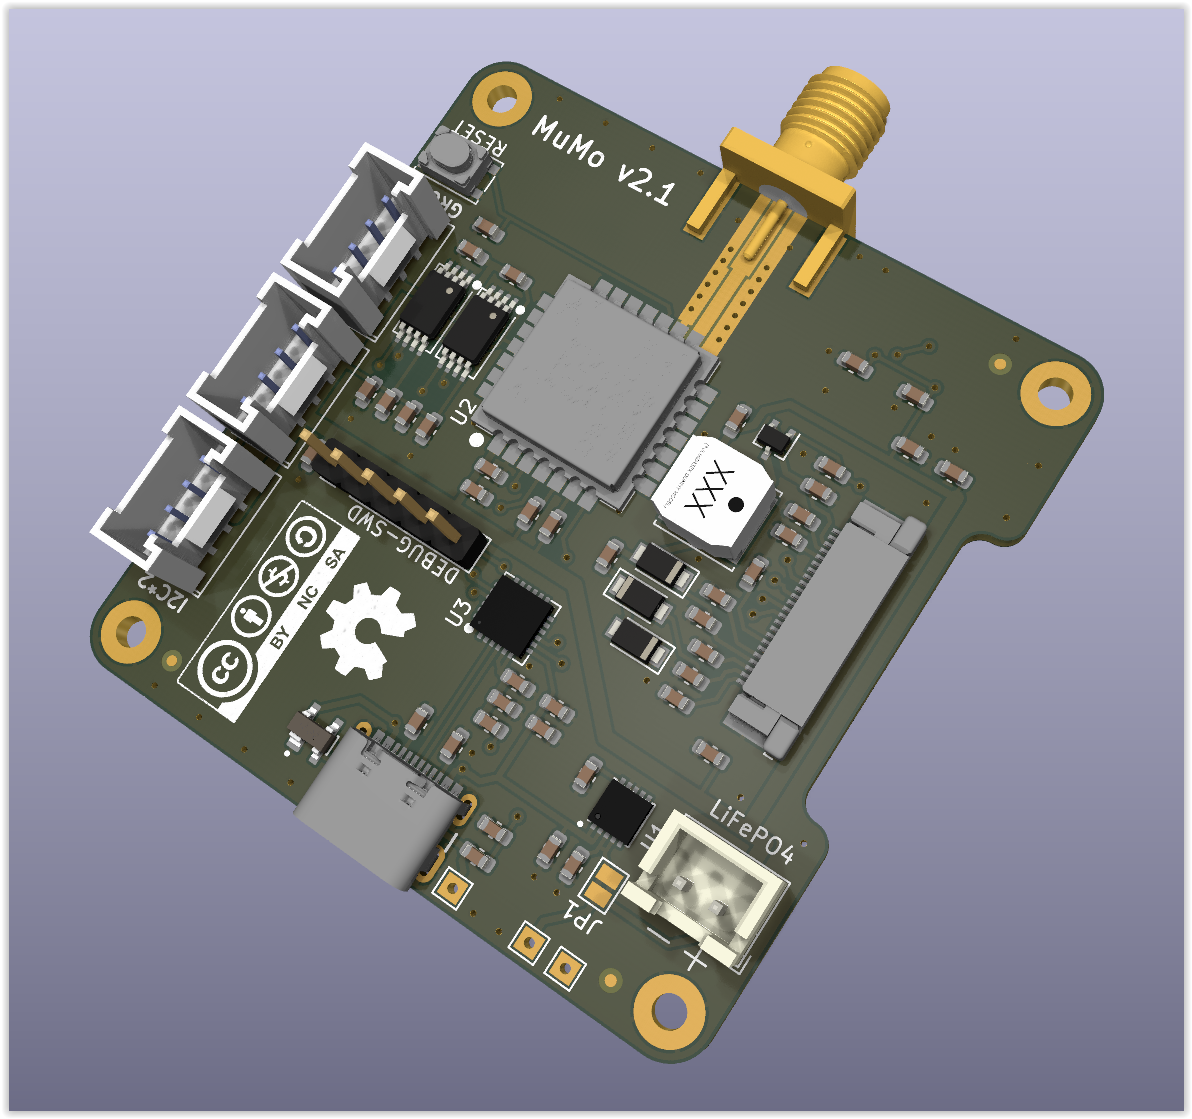 RESET
MuMo v2.1
U2
XXX
DEBUG-SWD
U3
I2C*2
CC
BY NC SA
LiFePO4
JP1
- +